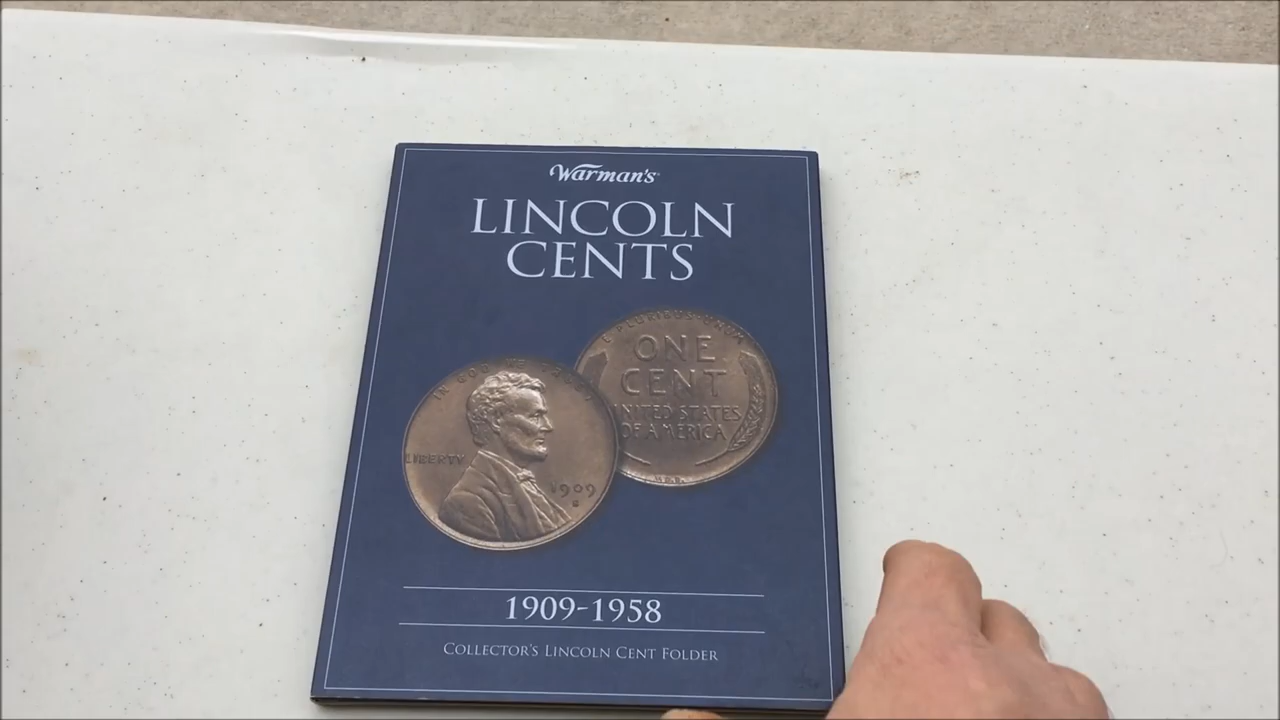 Warman's
LINCOLN
CENTS
E PLURIBUS UNUM
ONE
CENT
UNITED STATES
OF AMERICA
IN GOD WE
LIBERTY
1909
S
1909-1958
COLLECTOR'S LINCOLN CENT FOLDER